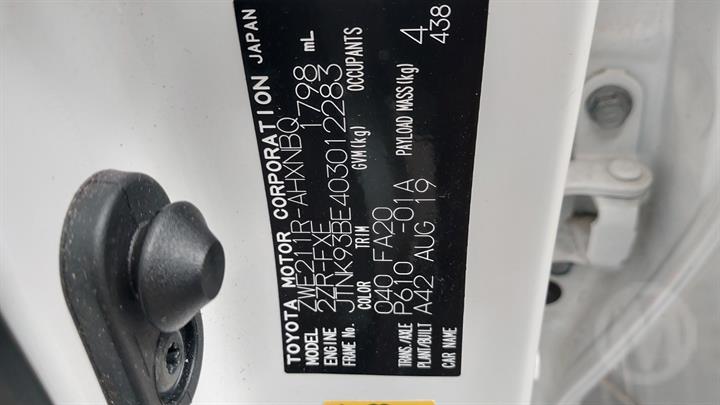 TOYOTA MOTOR CORPORATION JAPAN
MODEL ZWE211R-AHXNBQ
ENGINE 2ZR-FXE 1798 mL
FRAME No. JTNK93BE403012283
COLOR TRIM GVM(kg) OCCUPANTS
040 FA20 4
TRANS./AXLE P610 -01A PAYLOAD MASS(kg) 438
PLANT/BUILT A42 AUG 19
CAR NAME